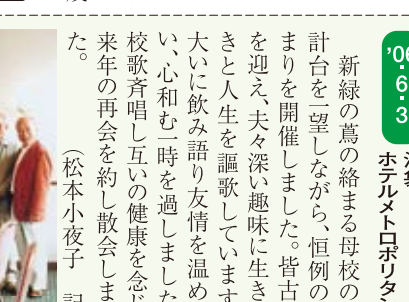 '06・6・3
ホテルメトロポリタン
新緑の蔦の絡まる母校の
計台を一望しながら、恒例の
まりを開催しました。皆古
を迎え、夫々深い趣味に生き
きと人生を謳歌しています
大いに飲み語り友情を温め
い、心和む一時を過しました
校歌斉唱し互いの健康を念じ
来年の再会を約し散会しま
た。
(松本小夜子 記